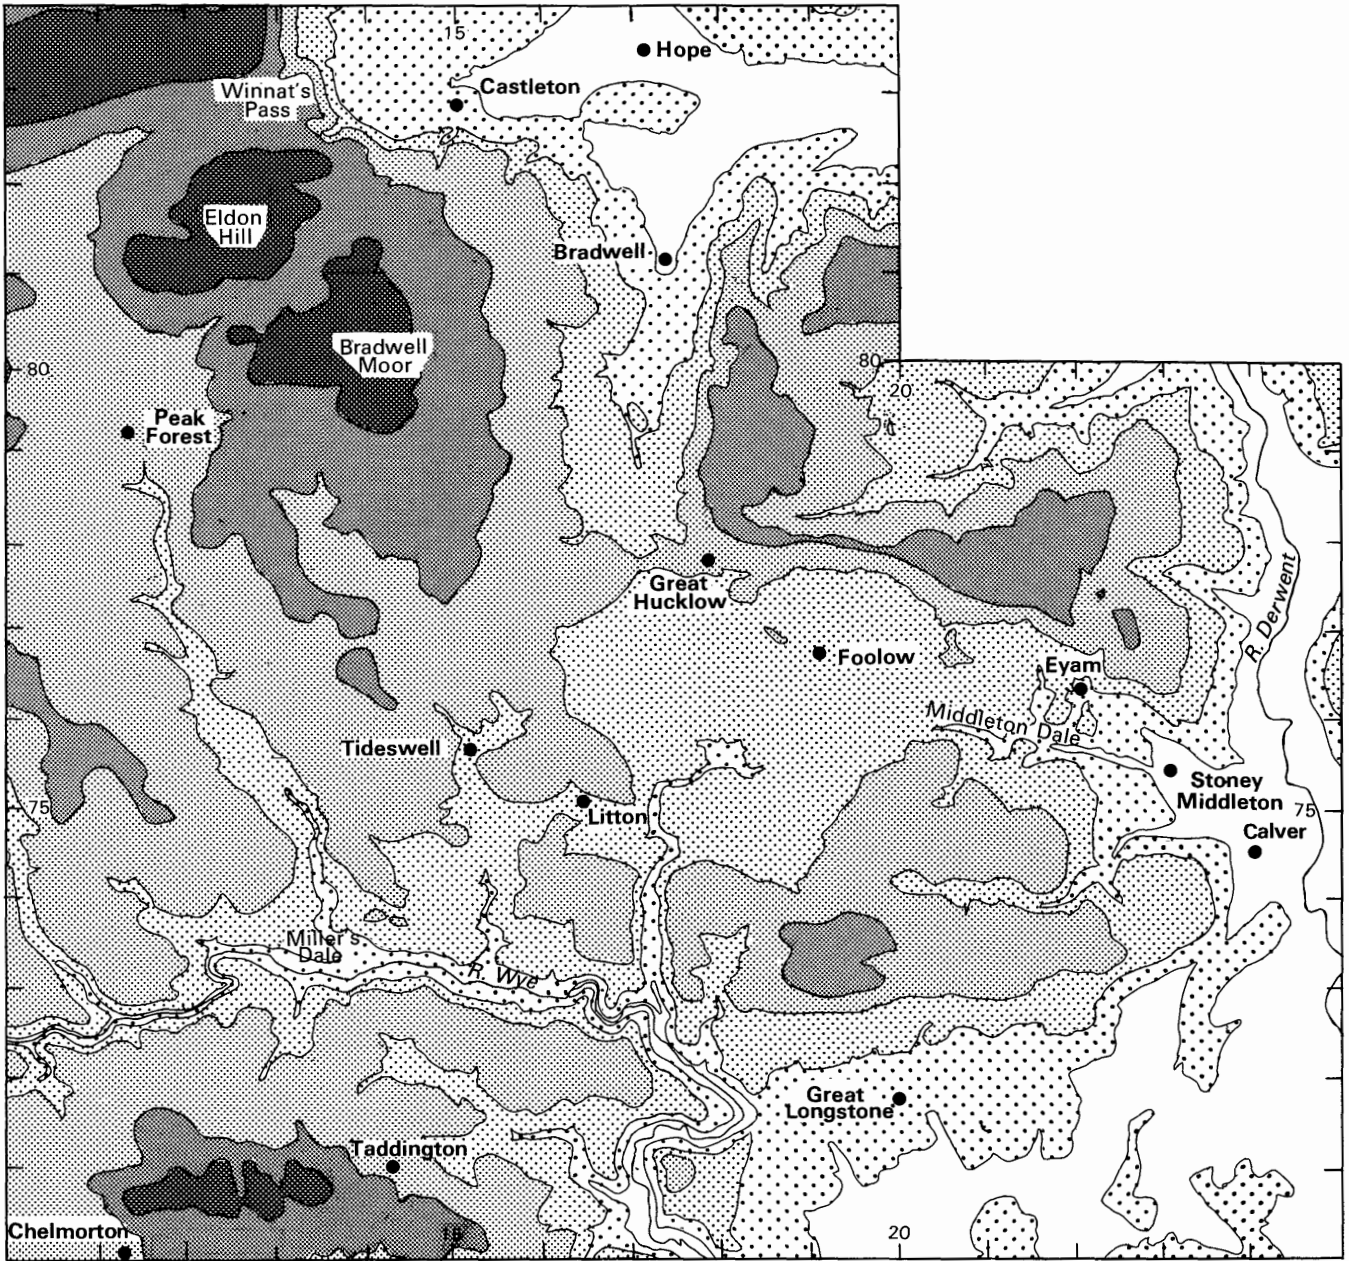 15
Hope
Castleton
Winnat's
Pass
Eldon
Hill
Bradwell
Bradwell
Moor
80
80
20
Peak
Forest
Great
Hucklow
Foolow
Eyam
R. Derwent
Middleton Dale
Tideswell
Litton
Stoney
Middleton
75
75
Calver
Miller's
Dale
R. Wye
Great
Longstone
Taddington
Chelmorton
15
20